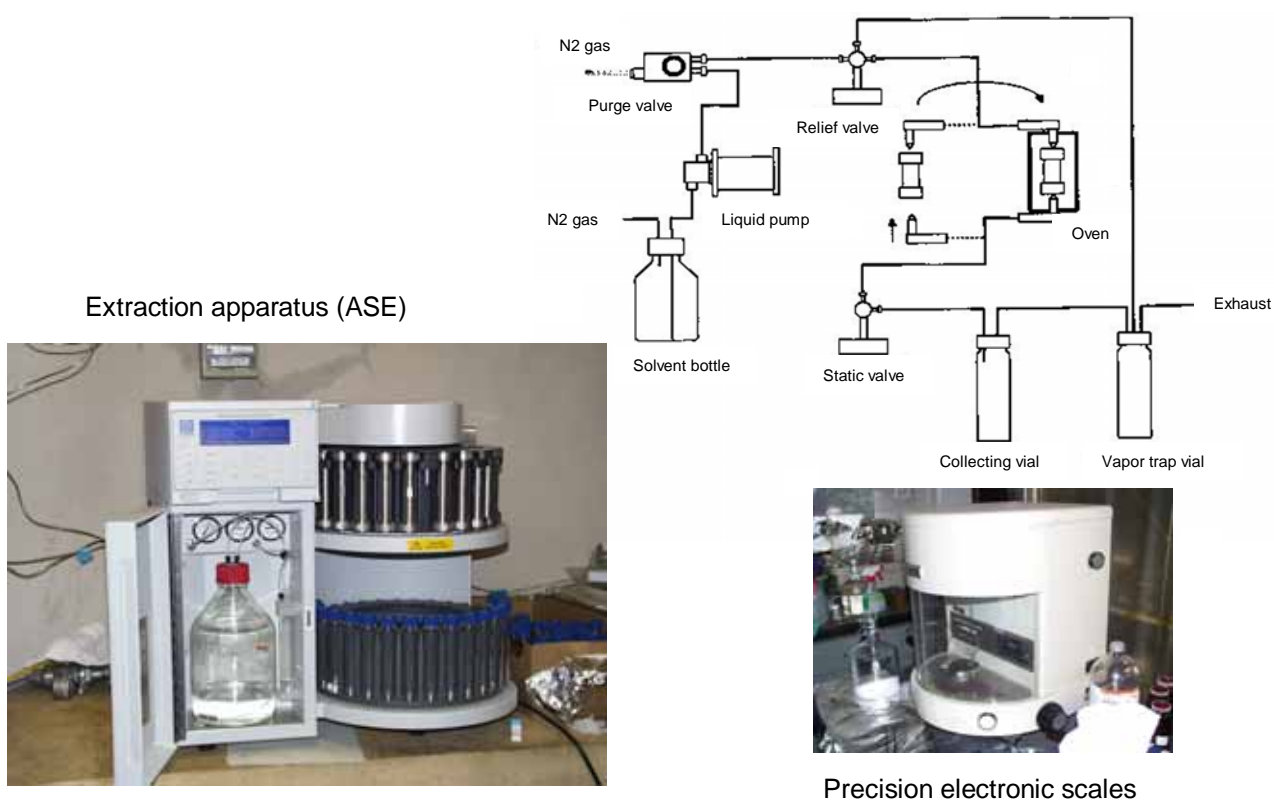 N2 gas
Purge valve
Relief valve
N2 gas
Liquid pump
Oven
Extraction apparatus (ASE)
Exhaust
Solvent bottle
Static valve
Collecting vial
Vapor trap vial
Precision electronic scales